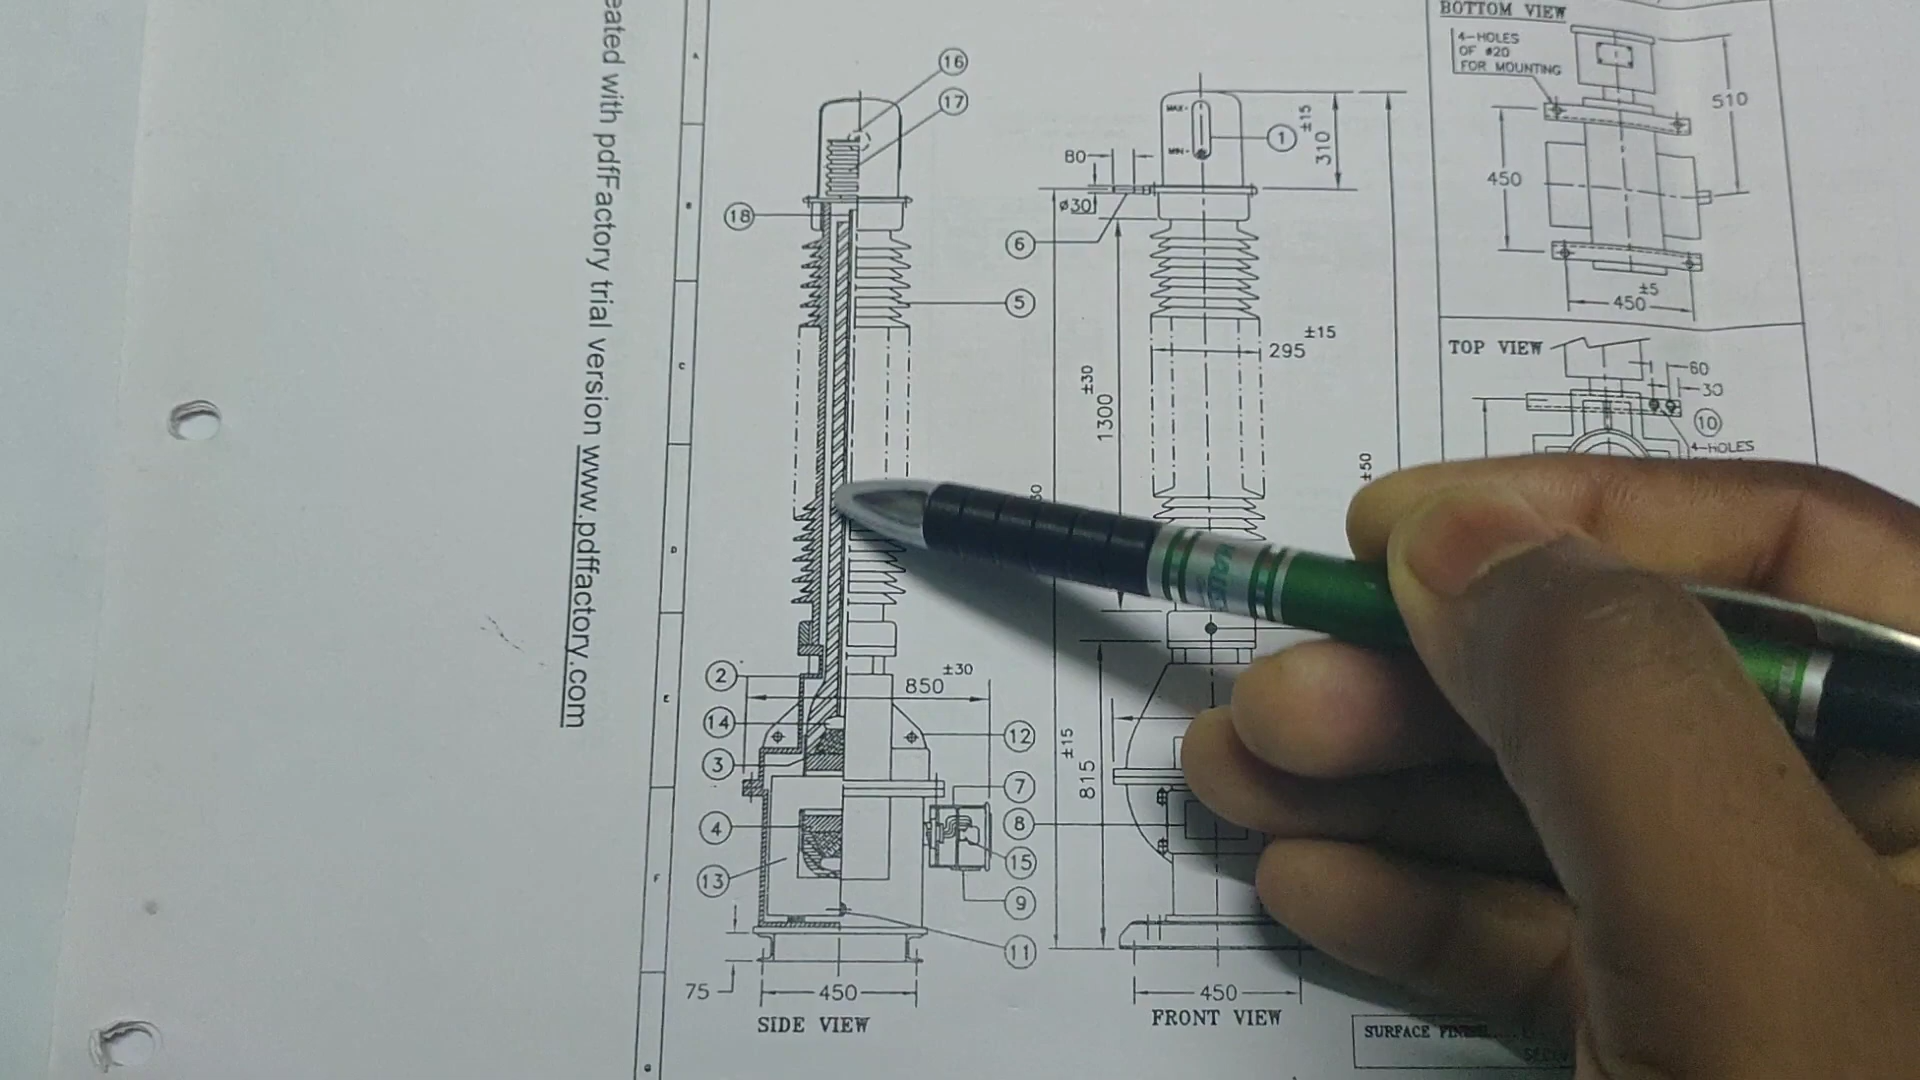 eated with pdfFactory trial version www.pdffactory.com
A
B
C
D
E
F
G
16
17
18
5
2
14
3
4
13
12
7
8
15
9
11
850 ±30
75
450
SIDE VIEW
MAX
MIN
1
310 ±15
80
ø30
6
295 ±15
1300 ±30
±50
815 ±15
450
FRONT VIEW
BOTTOM VIEW
4-HOLES
OF ø20
FOR MOUNTING
510
450
450 ±5
TOP VIEW
60
30
10
4-HOLES
SURFACE